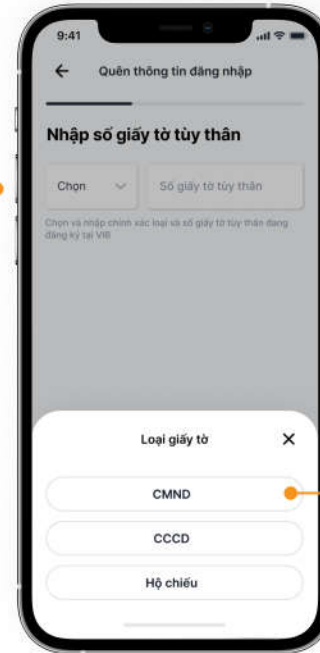 9:41
Quên thông tin đăng nhập
Nhập số giấy tờ tùy thân
Chọn
Số giấy tờ tùy thân
Chọn và nhập chính xác loại và số giấy tờ tùy thân đang
đăng ký tại VIB
Loại giấy tờ
CMND
CCCD
Hộ chiếu